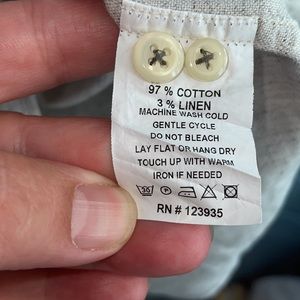 97 % COTTON
3 % LINEN
MACHINE WASH COLD
GENTLE CYCLE
DO NOT BLEACH
LAY FLAT OR HANG DRY
TOUCH UP WITH WARM
IRON IF NEEDED
RN # 123935